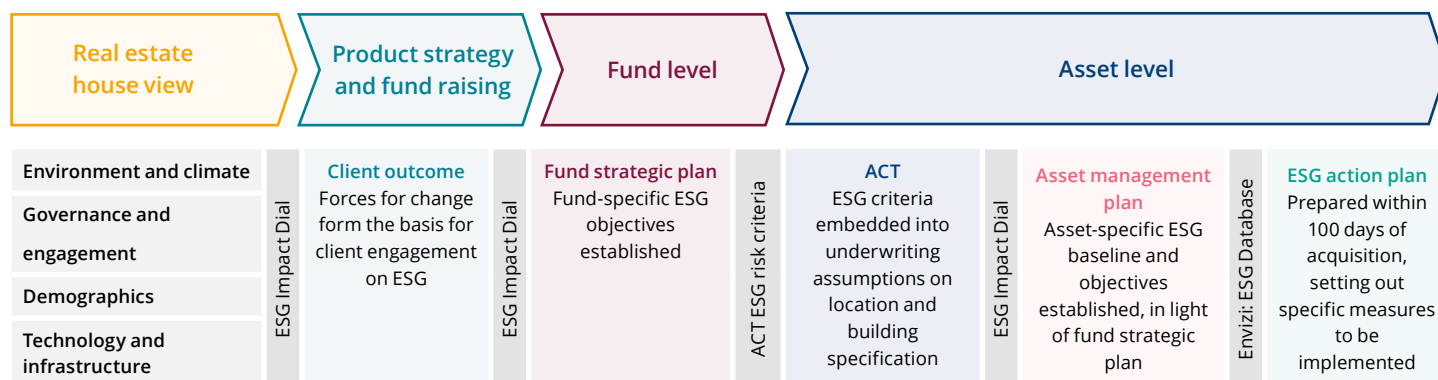 Real estate
house view
Product strategy
and fund raising
Fund level
Asset level
Environment and climate
Governance and
engagement
Demographics
Technology and
infrastructure
ESG Impact Dial
Client outcome
Forces for change
form the basis for
client engagement
on ESG
ESG Impact Dial
Fund strategic plan
Fund-specific ESG
objectives
established
ACT ESG risk criteria
ACT
ESG criteria
embedded into
underwriting
assumptions on
location and
building
specification
ESG Impact Dial
Asset management
plan
Asset-specific ESG
baseline and
objectives
established, in light
of fund strategic
plan
Envizi: ESG Database
ESG action plan
Prepared within
100 days of
acquisition,
setting out
specific measures
to be
implemented